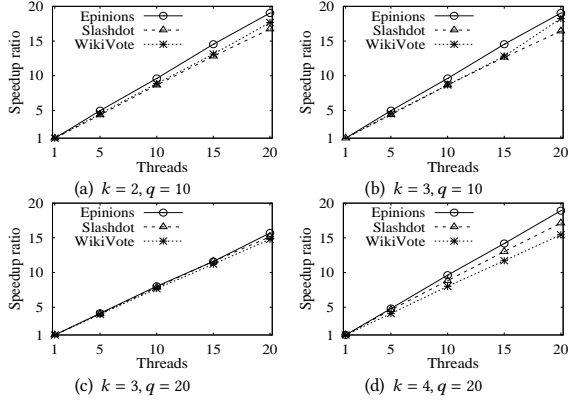 Epinions
Slashdot
WikiVote
Speedup ratio
20
15
10
5
1
1 5 10 15 20
Threads
(a) k = 2, q = 10
Epinions
Slashdot
WikiVote
Speedup ratio
20
15
10
5
1
1 5 10 15 20
Threads
(b) k = 3, q = 10
Epinions
Slashdot
WikiVote
Speedup ratio
20
15
10
5
1
1 5 10 15 20
Threads
(c) k = 3, q = 20
Epinions
Slashdot
WikiVote
Speedup ratio
20
15
10
5
1
1 5 10 15 20
Threads
(d) k = 4, q = 20